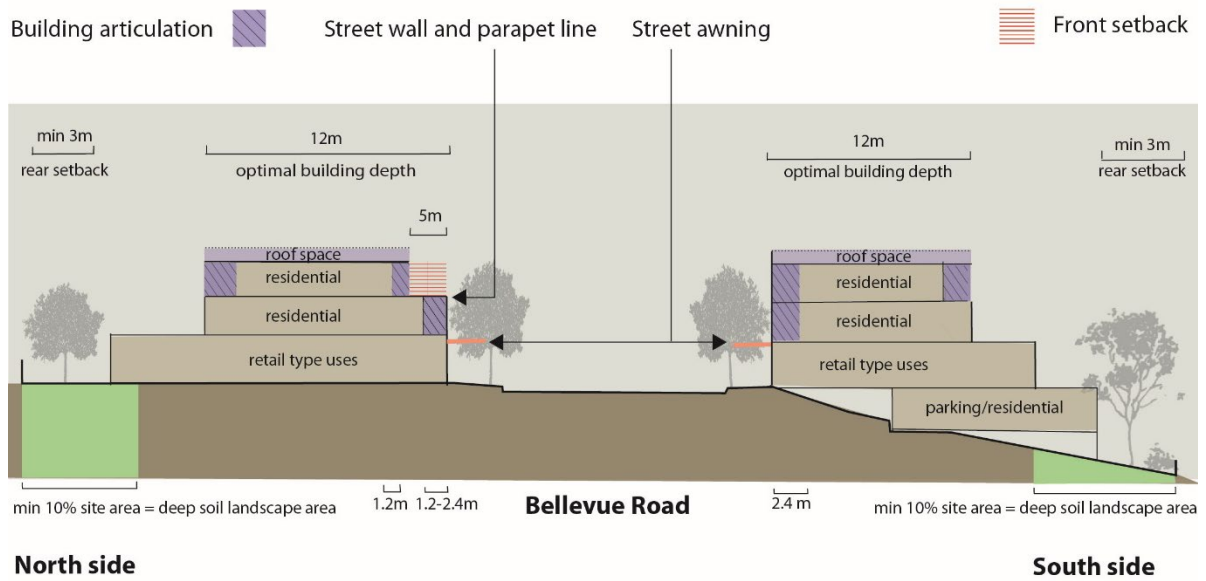 Building articulation
Street wall and parapet line
Street awning
Front setback
min 3m
rear setback
12m
optimal building depth
5m
12m
optimal building depth
min 3m
rear setback
roof space
residential
residential
retail type uses
roof space
residential
residential
retail type uses
parking/residential
min 10% site area = deep soil landscape area
1.2m
1.2-2.4m
Bellevue Road
2.4 m
min 10% site area = deep soil landscape area
North side
South side